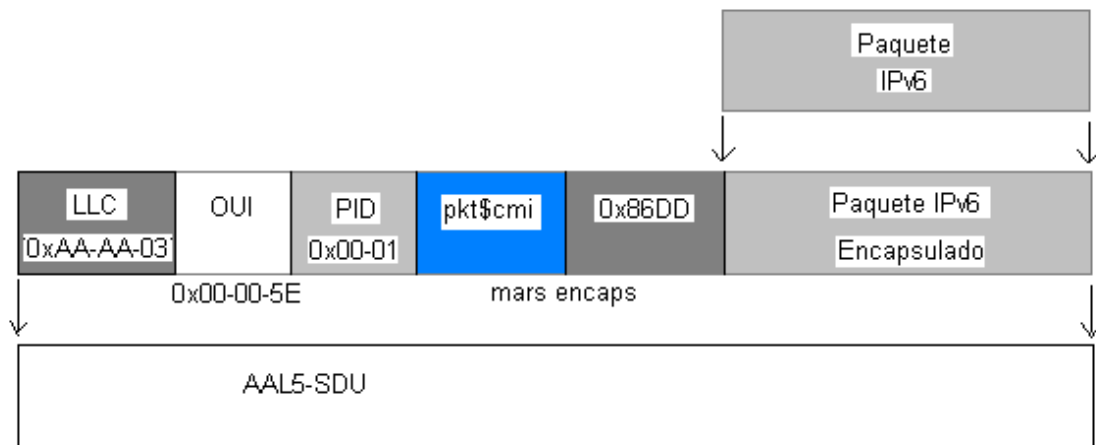 Paquete
IPv6
LLC
0xAA-AA-03
OUI
PID
0x00-01
pkt$cmi
0x86DD
Paquete IPv6
Encapsulado
0x00-00-5E
mars encaps
AAL5-SDU